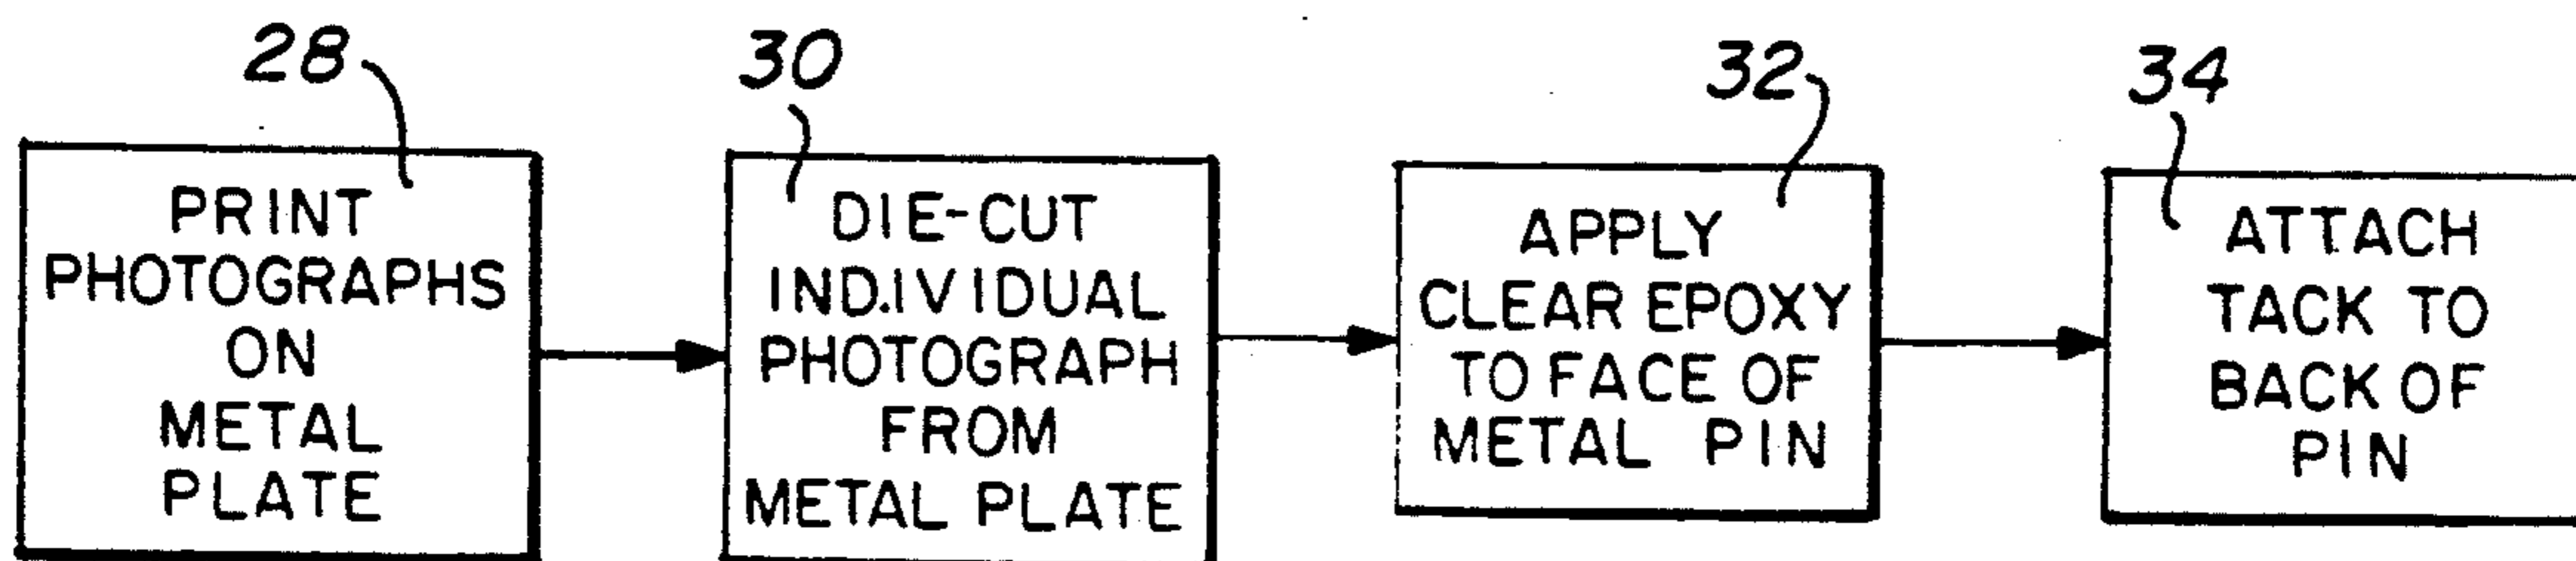 28
PRINT
PHOTOGRAPHS
ON
METAL
PLATE
30
DIE-CUT
IND.IVIDUAL
PHOTOGRAPH
FROM
METAL PLATE
32
APPLY
CLEAR EPOXY
TO FACE OF
METAL PIN
34
ATTACH
TACK TO
BACK OF
PIN